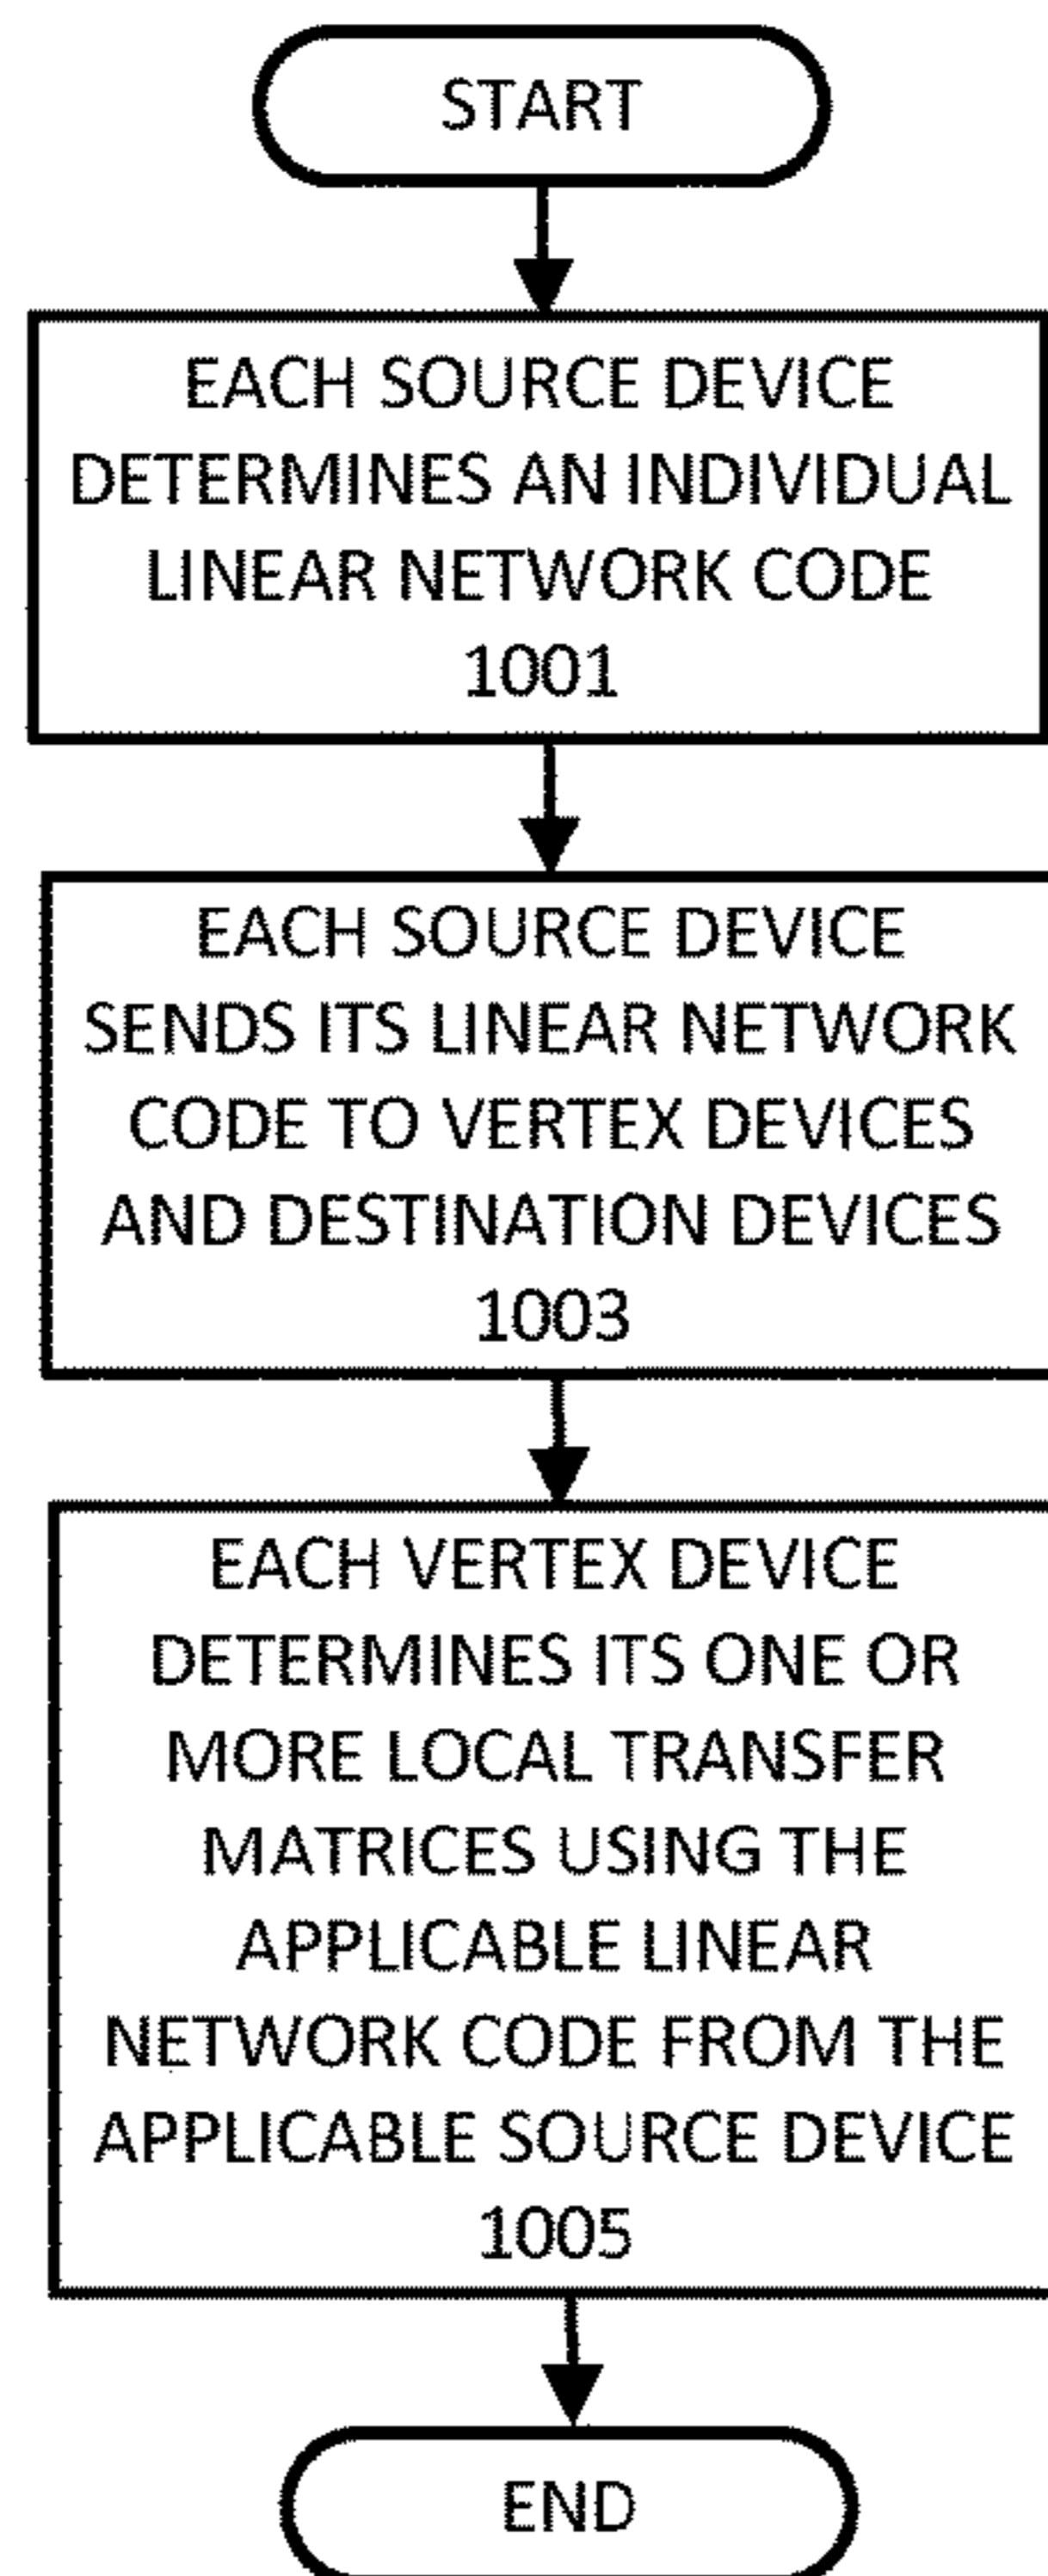 START
EACH SOURCE DEVICE
DETERMINES AN INDIVIDUAL
LINEAR NETWORK CODE
1001
EACH SOURCE DEVICE
SENDS ITS LINEAR NETWORK
CODE TO VERTEX DEVICES
AND DESTINATION DEVICES
1003
EACH VERTEX DEVICE
DETERMINES ITS ONE OR
MORE LOCAL TRANSFER
MATRICES USING THE
APPLICABLE LINEAR
NETWORK CODE FROM THE
APPLICABLE SOURCE DEVICE
1005
END